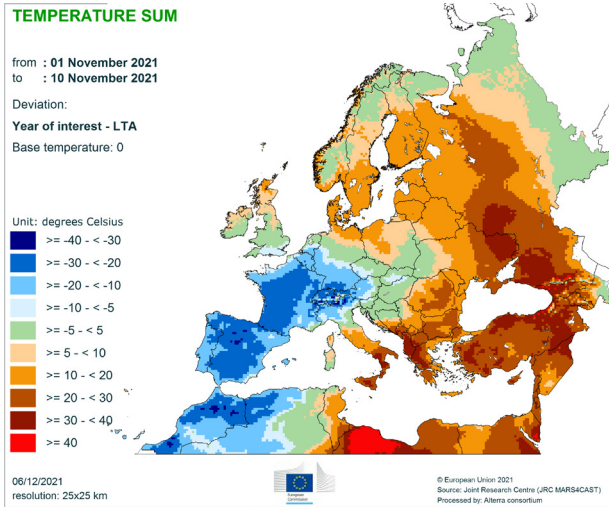 TEMPERATURE SUM
from : 01 November 2021
to : 10 November 2021
Deviation:
Year of interest - LTA
Base temperature: 0
Unit: degrees Celsius
>= -40 - < -30
>= -30 - < -20
>= -20 - < -10
>= -10 - < -5
>= -5 - < 5
>= 5 - < 10
>= 10 - < 20
>= 20 - < 30
>= 30 - < 40
>= 40
06/12/2021
resolution: 25x25 km
European
Commission
© European Union 2021
Source: Joint Research Centre (JRC MARS4CAST)
Processed by: Alterra consortium